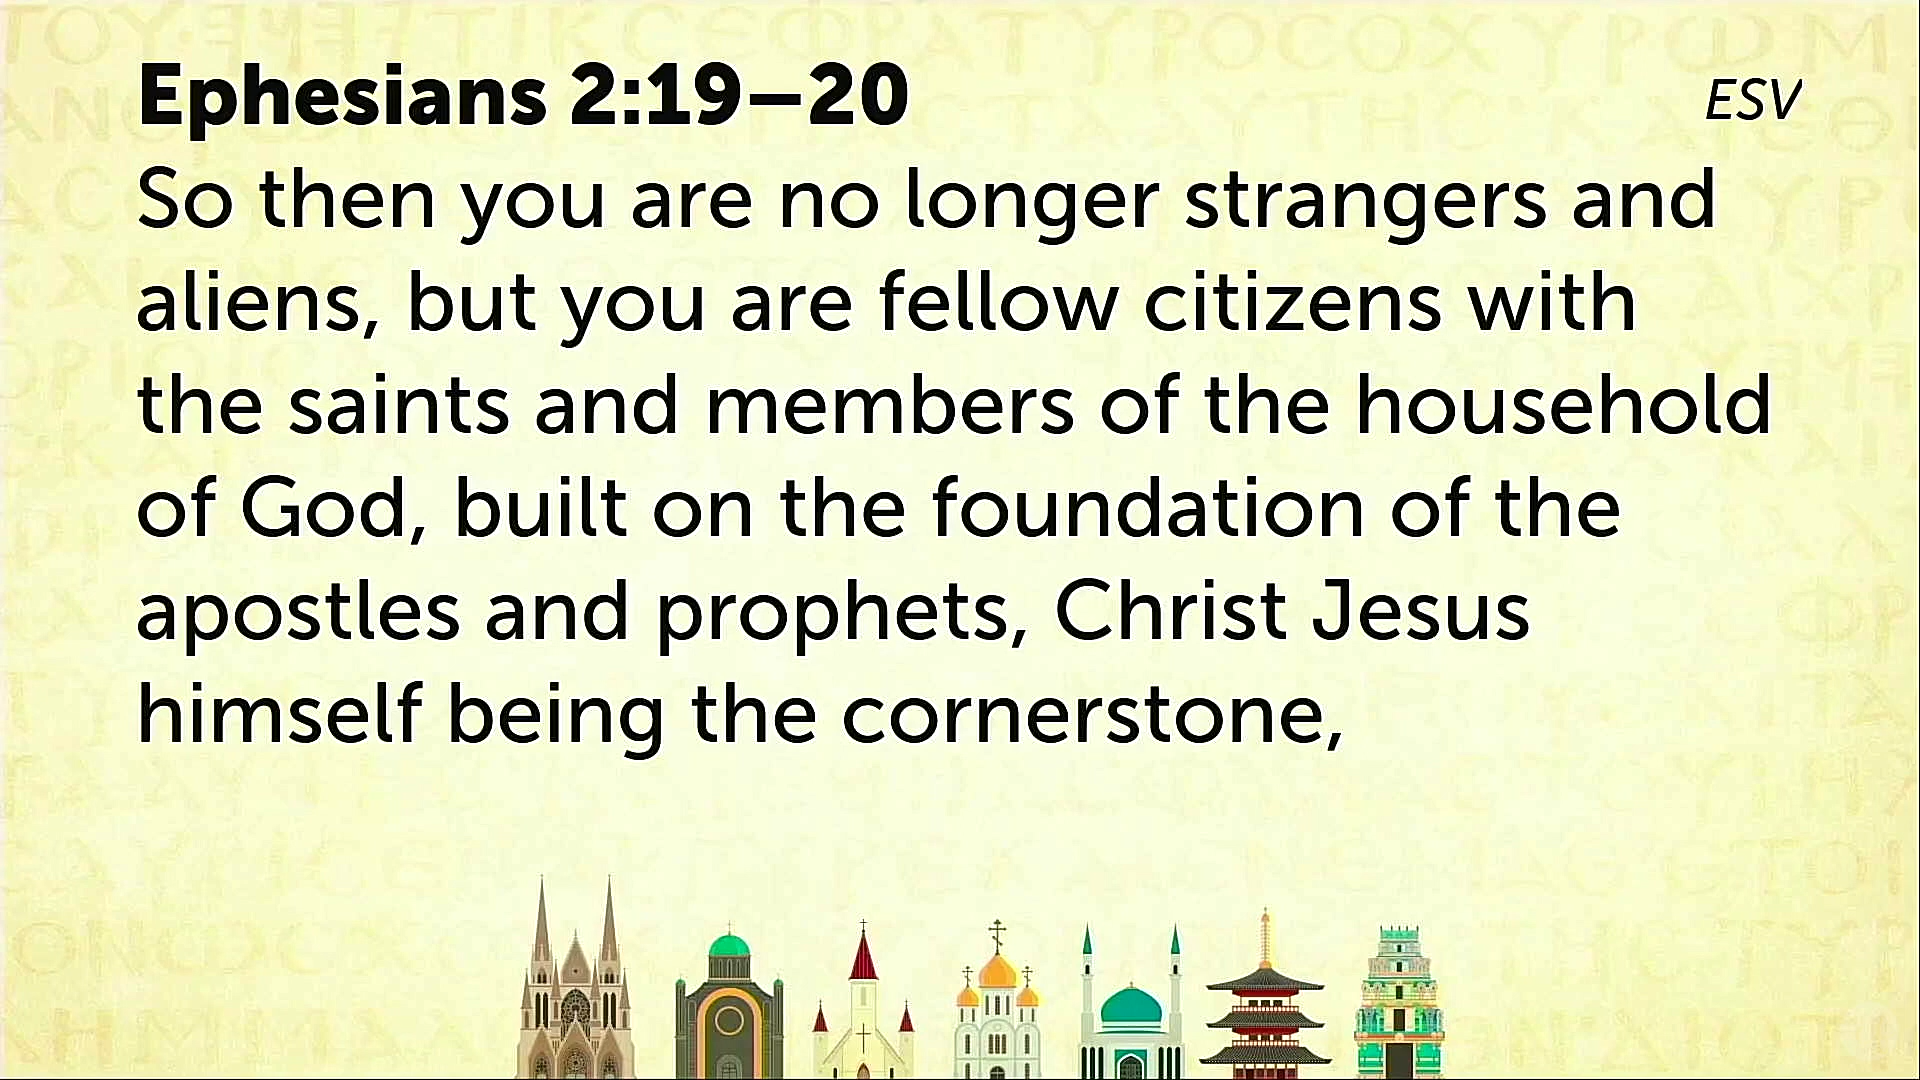 Ephesians 2:19–20 ESV
So then you are no longer strangers and
aliens, but you are fellow citizens with
the saints and members of the household
of God, built on the foundation of the
apostles and prophets, Christ Jesus
himself being the cornerstone,